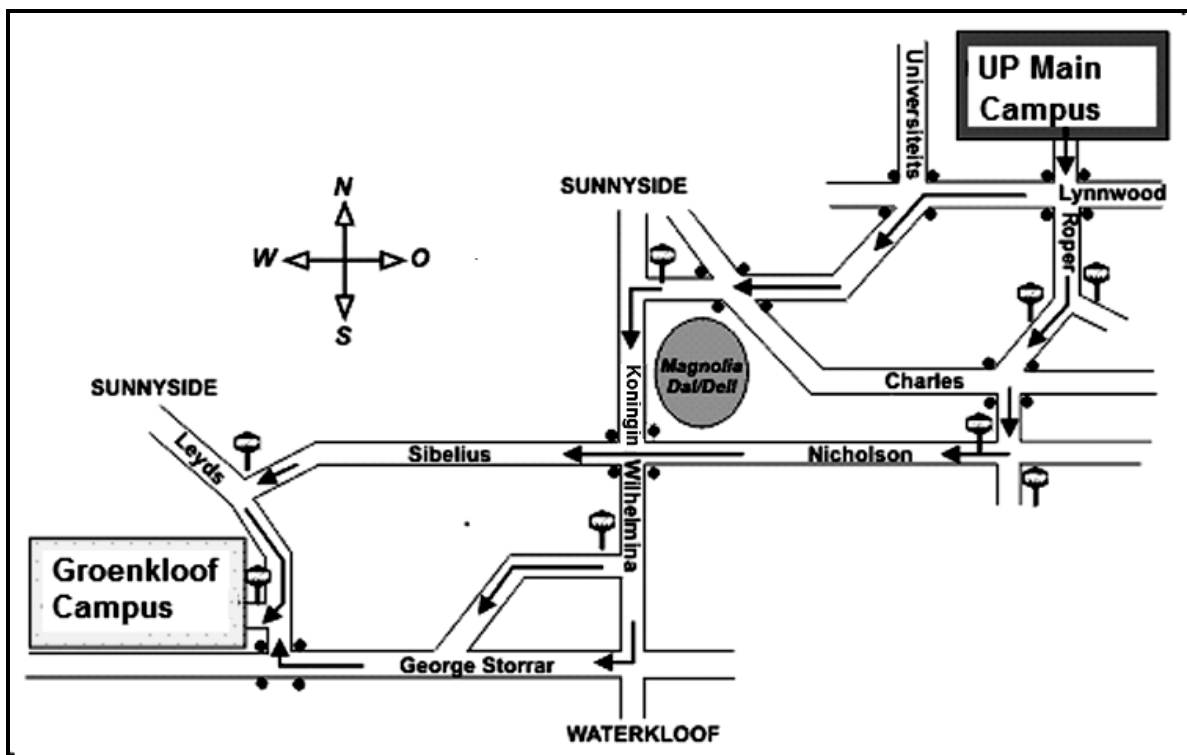 UP Main
Campus
Universiteits
SUNNYSIDE
Lynnwood
Roper
N
W
O
S
Magnolia
Dal/Dell
Koningin
Charles
SUNNYSIDE
Leyds
Sibelius
Nicholson
Wilhelmina
Groenkloof
Campus
George Storrar
WATERKLOOF